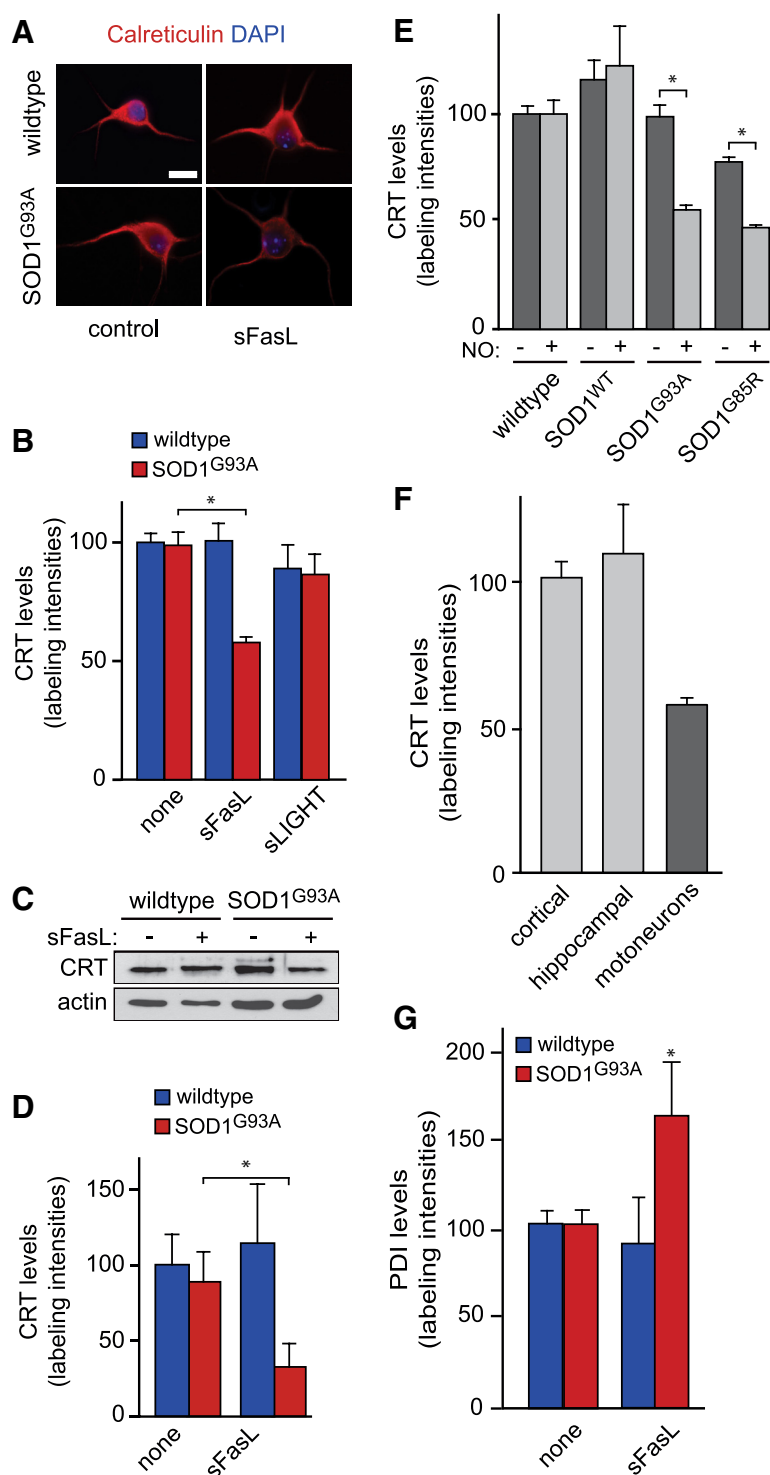 A
Calreticulin DAPI
wildtype
SOD1G93A
control
sFasL
B
wildtype
SOD1G93A
*
CRT levels
(labeling intensities)
100
50
0
none
sFasL
sLIGHT
C
wildtype SOD1G93A
sFasL: - + - +
CRT
actin
D
wildtype
SOD1G93A
*
CRT levels
(labeling intensities)
150
100
50
0
none
sFasL
E
*
*
CRT levels
(labeling intensities)
100
50
0
NO: - + - + - + - +
wildtype
SOD1WT
SOD1G93A
SOD1G85R
F
CRT levels
(labeling intensities)
100
50
0
cortical
hippocampal
motoneurons
G
wildtype
SOD1G93A
*
PDI levels
(labeling intensities)
200
150
100
50
0
none
sFasL